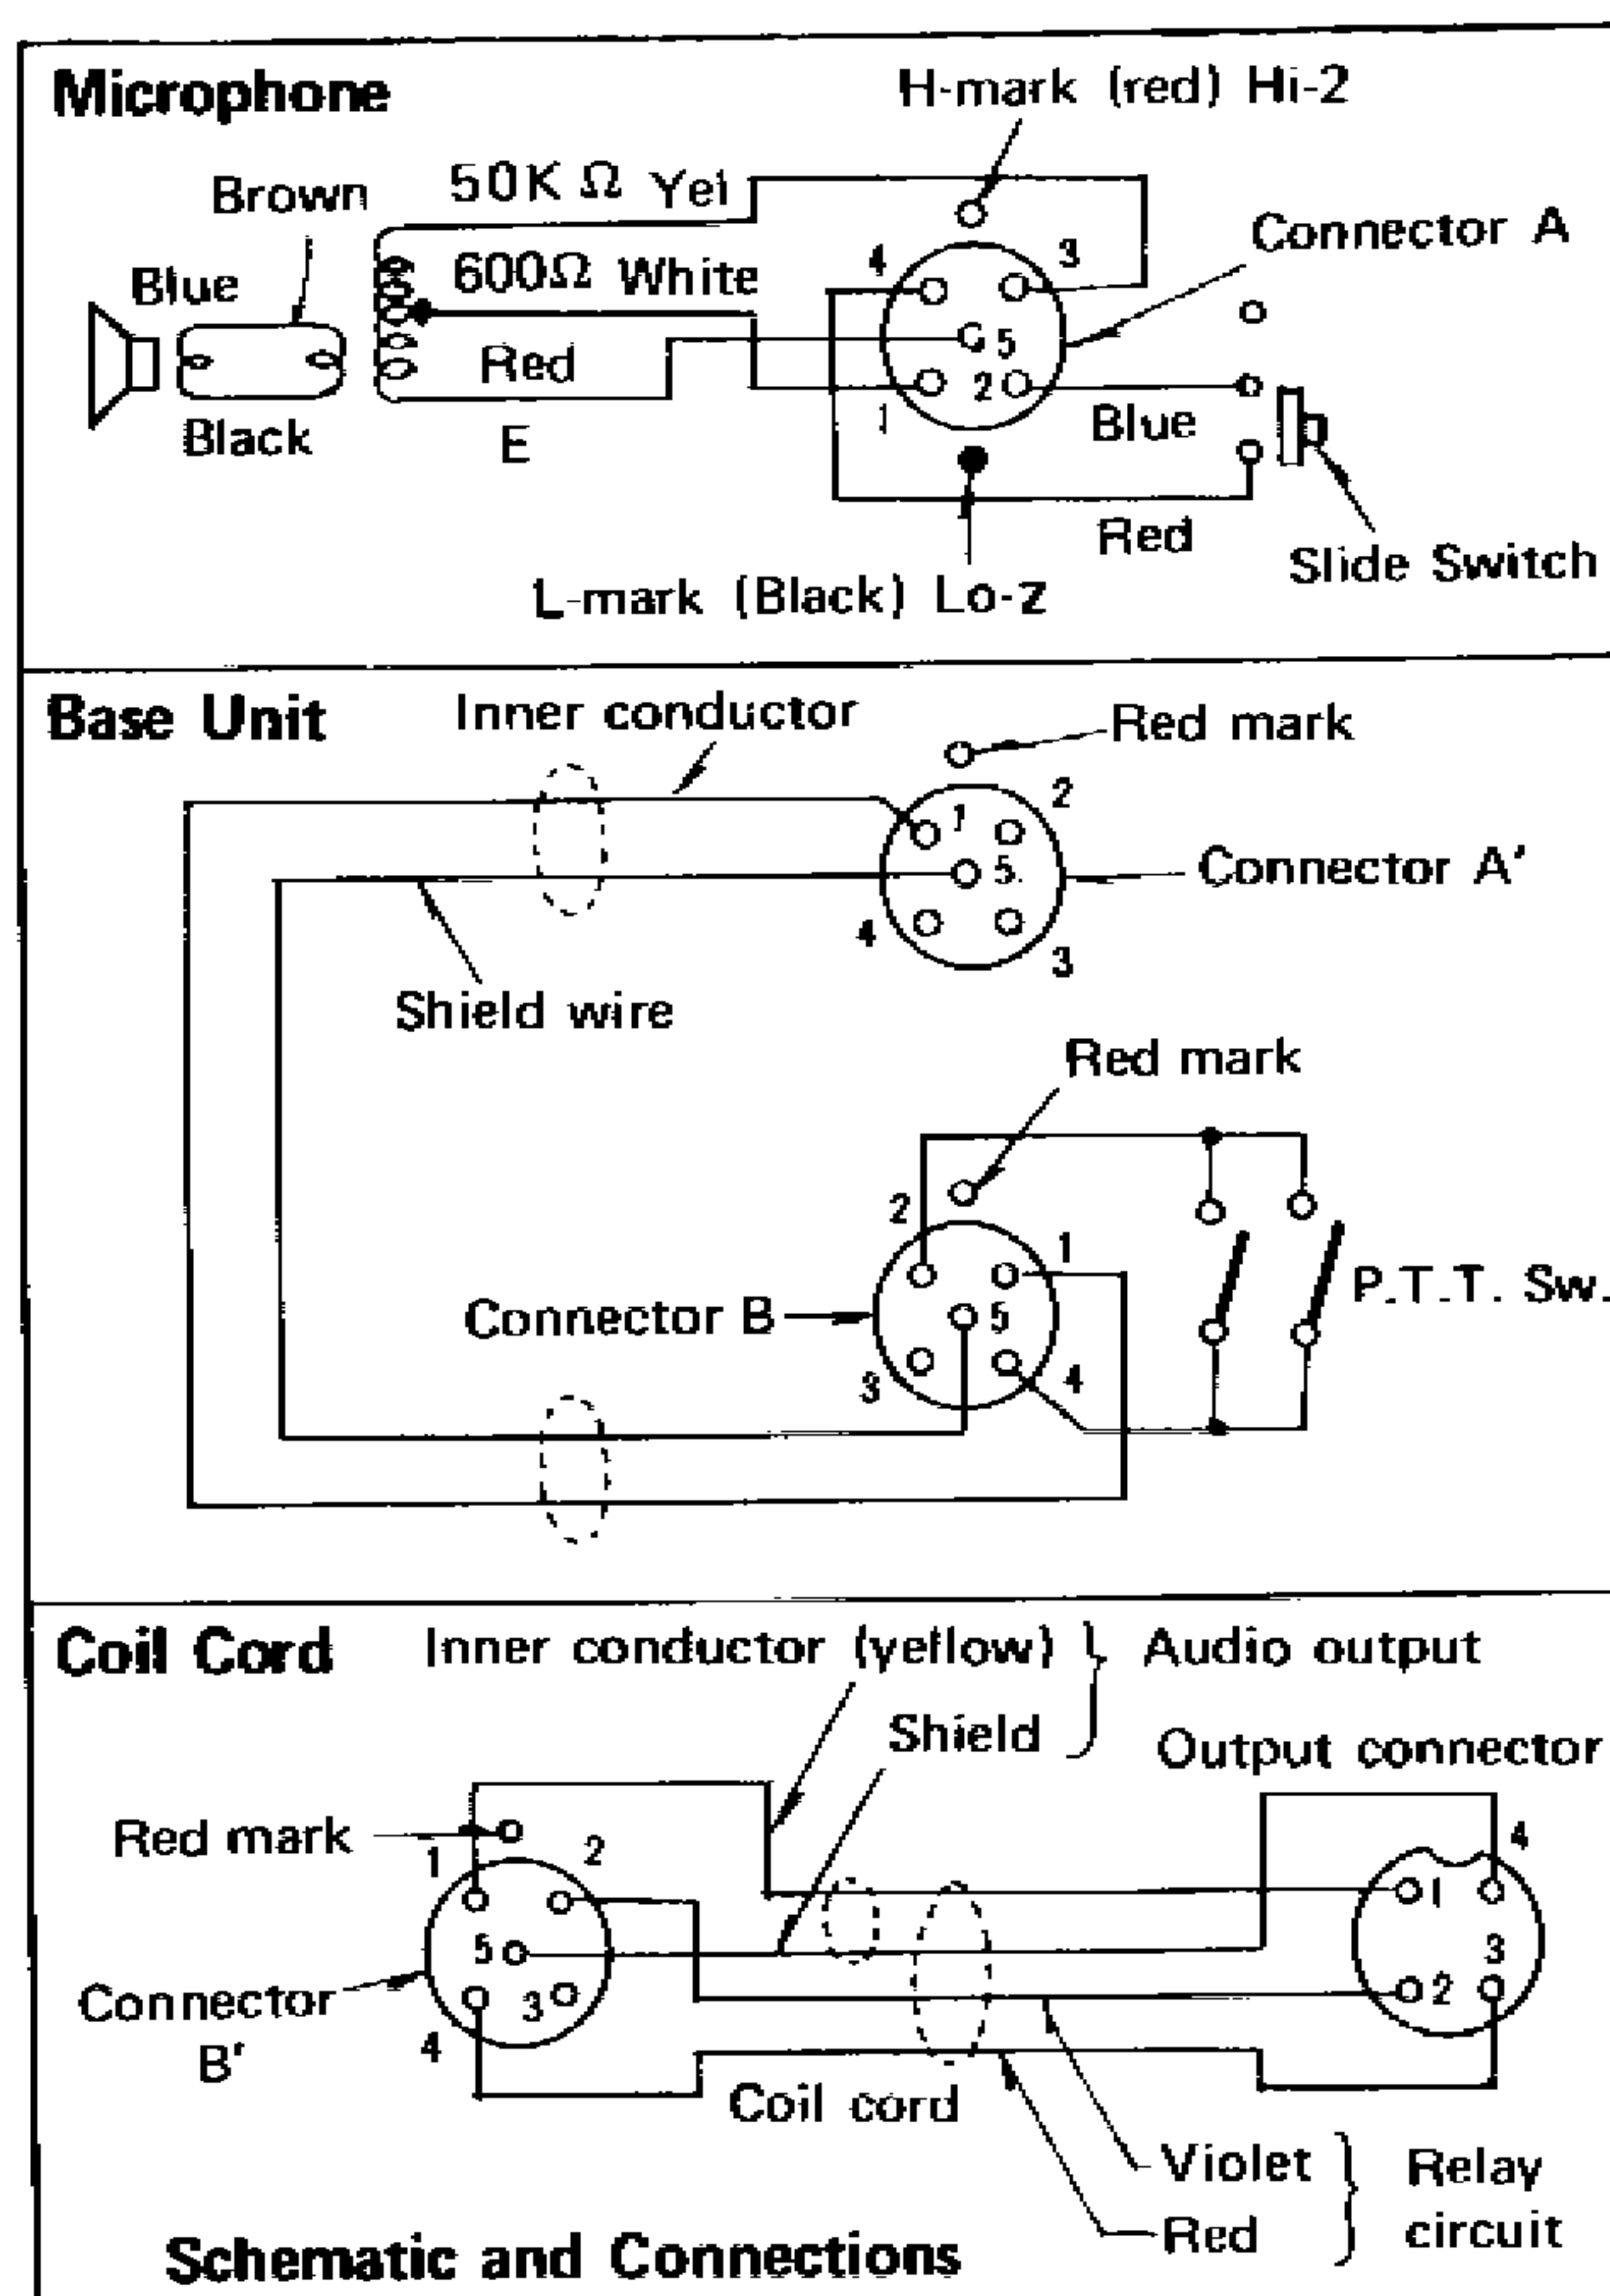 Microphone
H-mark (red) Hi-2
Brown
50K Ω Yel
Connector A
Blue
600Ω White
4
3
5
Red
1
2
Blue
Black
E
Red
Slide Switch
L-mark (Black) Lo-z
Base Unit
Inner conductor
Red mark
2
1
5.
Connector A'
4
3
Shield wire
Red mark
2
1
Connector B
5
P.T.T. Sw.
3
4
Coil Cord
Inner conductor (yellow)
Audio output
Shield
Output connector
Red mark
1
2
4
1
5
3
Connector
B'
3
2
4
Coil cord
Violet
Relay
circuit
Red
Schematic and Connections